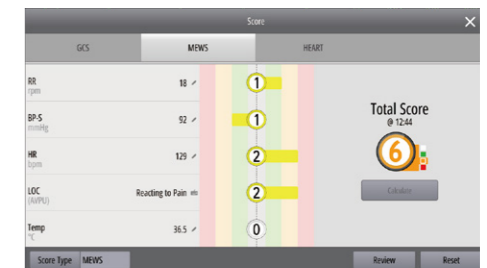 Score
GCS MEWS HEART
RR 18 1
rpm
BP-S 92 1
mmHg
HR 129 2
bpm
LOC Reacting to Pain 2
(AVPU)
Temp 36.5 0
°C
Total Score
@ 12:44
6
Calculate
Score Type MEWS Review Reset